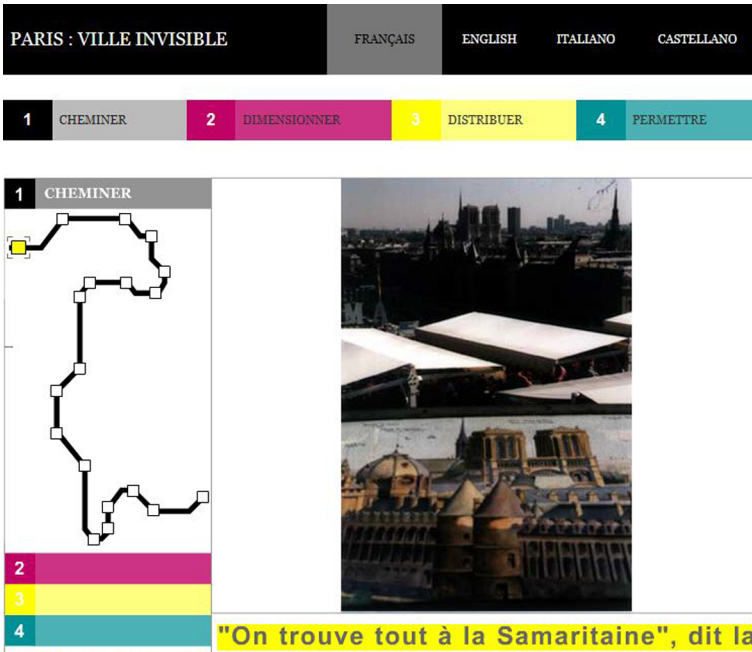 PARIS : VILLE INVISIBLE FRANÇAIS ENGLISH ITALIANO CASTELLANO
1 CHEMINER 2 DIMENSIONNER 3 DISTRIBUER 4 PERMETTRE
1 CHEMINER
2
3
4
"On trouve tout à la Samaritaine", dit la